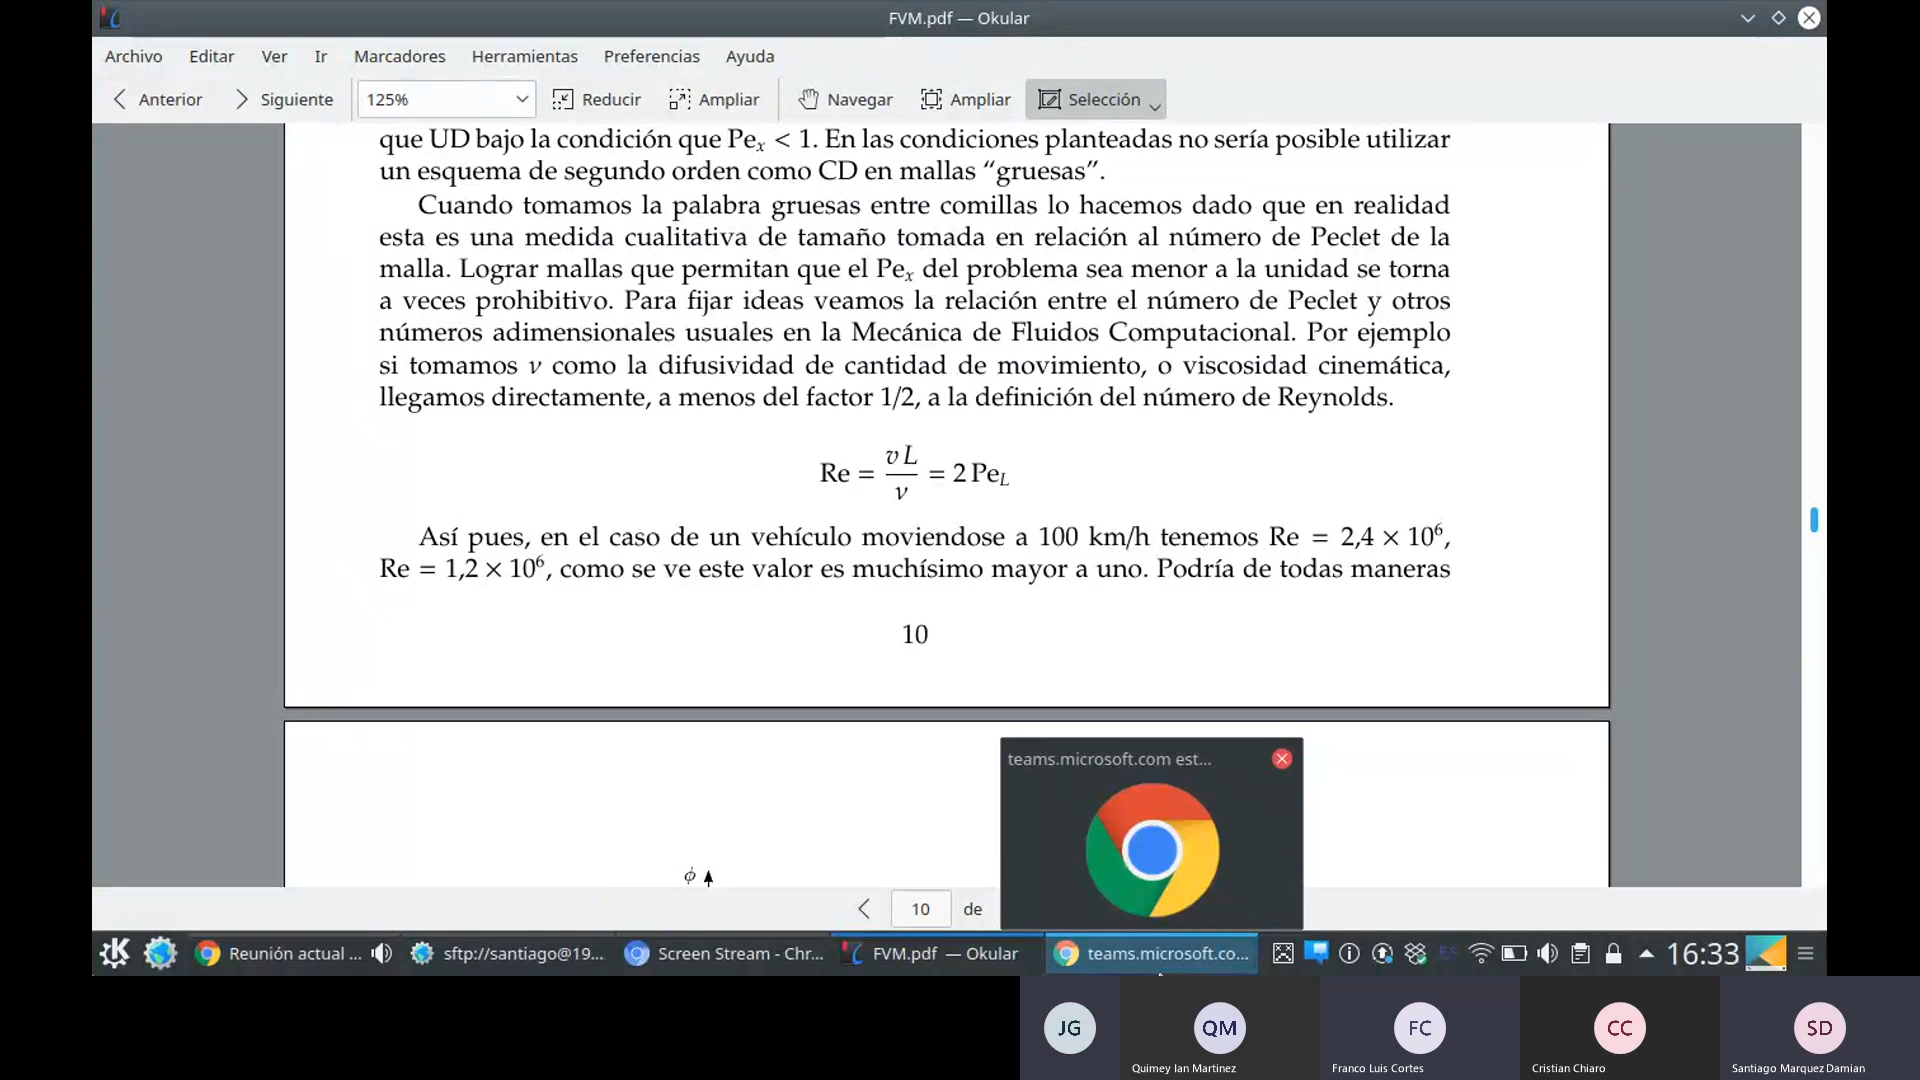 FVM.pdf — Okular
Archivo Editar Ver Ir Marcadores Herramientas Preferencias Ayuda
Anterior Siguiente 125% Reducir Ampliar Navegar Ampliar Selección
que UD bajo la condición que Peₓ < 1. En las condiciones planteadas no sería posible utilizar
un esquema de segundo orden como CD en mallas “gruesas”.
Cuando tomamos la palabra gruesas entre comillas lo hacemos dado que en realidad
esta es una medida cualitativa de tamaño tomada en relación al número de Peclet de la
malla. Lograr mallas que permitan que el Peₓ del problema sea menor a la unidad se torna
a veces prohibitivo. Para fijar ideas veamos la relación entre el número de Peclet y otros
números adimensionales usuales en la Mecánica de Fluidos Computacional. Por ejemplo
si tomamos ν como la difusividad de cantidad de movimiento, o viscosidad cinemática,
llegamos directamente, a menos del factor 1/2, a la definición del número de Reynolds.
Re = v L / ν = 2 Pe_L
Así pues, en el caso de un vehículo moviendose a 100 km/h tenemos Re = 2,4 × 10⁶,
Re = 1,2 × 10⁶, como se ve este valor es muchísimo mayor a uno. Podría de todas maneras
10
teams.microsoft.com est...
ϕ
10 de
Reunión actual ... sftp://santiago@19... Screen Stream - Chr... FVM.pdf — Okular teams.microsoft.co... ES 16:33
JG QM FC CC SD
Quimey Ian Martinez Franco Luis Cortes Cristian Chiaro Santiago Marquez Damian